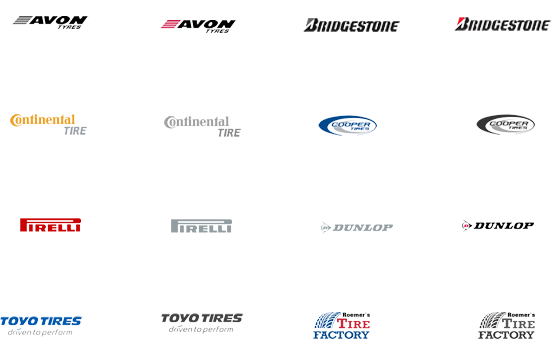 AVON
TYRES
AVON
TYRES
BRIDGESTONE
BRIDGESTONE
Continental
TIRE
Continental
TIRE
COOPER
TIRES
COOPER
TIRES
PIRELLI
PIRELLI
DUNLOP
DUNLOP
TOYO TIRES
driven to perform
TOYO TIRES
driven to perform
Roemer's
TIRE
FACTORY
Roemer's
TIRE
FACTORY